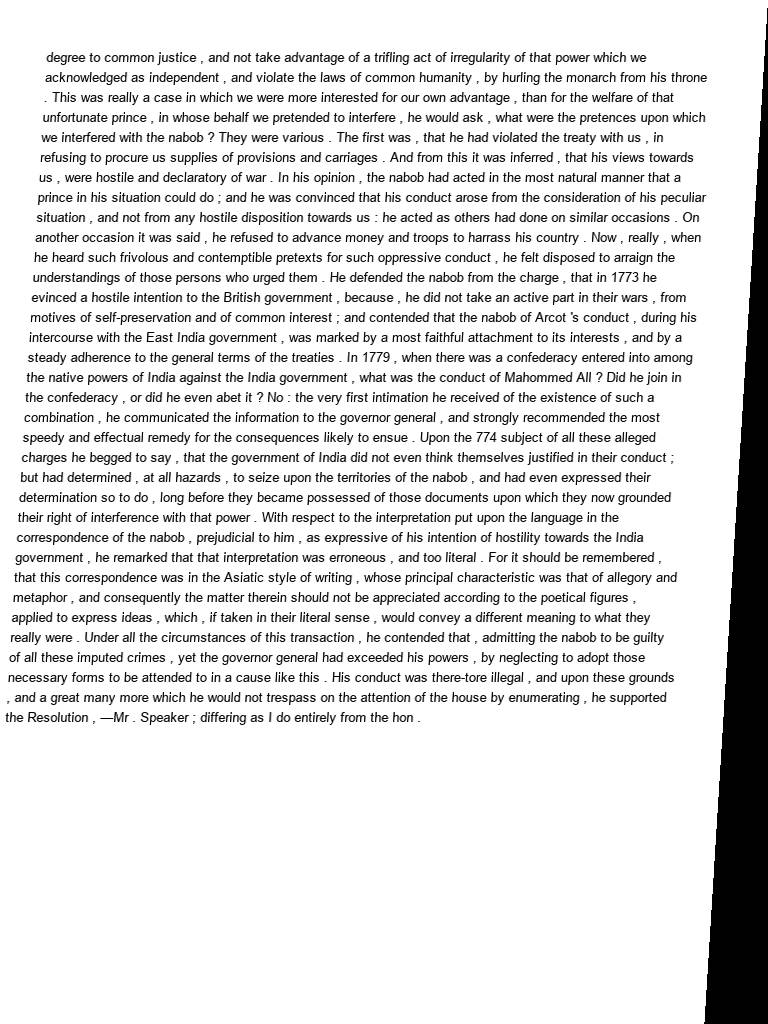 degree to common justice , and not take advantage of a trifling act of irregularity of that power which we
acknowledged as independent , and violate the laws of common humanity , by hurling the monarch from his throne
. This was really a case in which we were more interested for our own advantage , than for the welfare of that
unfortunate prince , in whose behalf we pretended to interfere , he would ask , what were the pretences upon which
we interfered with the nabob ? They were various . The first was , that he had violated the treaty with us , in
refusing to procure us supplies of provisions and carriages . And from this it was inferred , that his views towards
us , were hostile and declaratory of war . In his opinion , the nabob had acted in the most natural manner that a
prince in his situation could do ; and he was convinced that his conduct arose from the consideration of his peculiar
situation , and not from any hostile disposition towards us : he acted as others had done on similar occasions . On
another occasion it was said , he refused to advance money and troops to harrass his country . Now , really , when
he heard such frivolous and contemptible pretexts for such oppressive conduct , he felt disposed to arraign the
understandings of those persons who urged them . He defended the nabob from the charge , that in 1773 he
evinced a hostile intention to the British government , because , he did not take an active part in their wars , from
motives of self-preservation and of common interest ; and contended that the nabob of Arcot 's conduct , during his
intercourse with the East India government , was marked by a most faithful attachment to its interests , and by a
steady adherence to the general terms of the treaties . In 1779 , when there was a confederacy entered into among
the native powers of India against the India government , what was the conduct of Mahommed All ? Did he join in
the confederacy , or did he even abet it ? No : the very first intimation he received of the existence of such a
combination , he communicated the information to the governor general , and strongly recommended the most
speedy and effectual remedy for the consequences likely to ensue . Upon the 774 subject of all these alleged
charges he begged to say , that the government of India did not even think themselves justified in their conduct ;
but had determined , at all hazards , to seize upon the territories of the nabob , and had even expressed their
determination so to do , long before they became possessed of those documents upon which they now grounded
their right of interference with that power . With respect to the interpretation put upon the language in the
correspondence of the nabob , prejudicial to him , as expressive of his intention of hostility towards the India
government , he remarked that that interpretation was erroneous , and too literal . For it should be remembered ,
that this correspondence was in the Asiatic style of writing , whose principal characteristic was that of allegory and
metaphor , and consequently the matter therein should not be appreciated according to the poetical figures ,
applied to express ideas , which , if taken in their literal sense , would convey a different meaning to what they
really were . Under all the circumstances of this transaction , he contended that , admitting the nabob to be guilty
of all these imputed crimes , yet the governor general had exceeded his powers , by neglecting to adopt those
necessary forms to be attended to in a cause like this . His conduct was there-tore illegal , and upon these grounds
, and a great many more which he would not trespass on the attention of the house by enumerating , he supported
the Resolution , —Mr . Speaker ; differing as I do entirely from the hon .